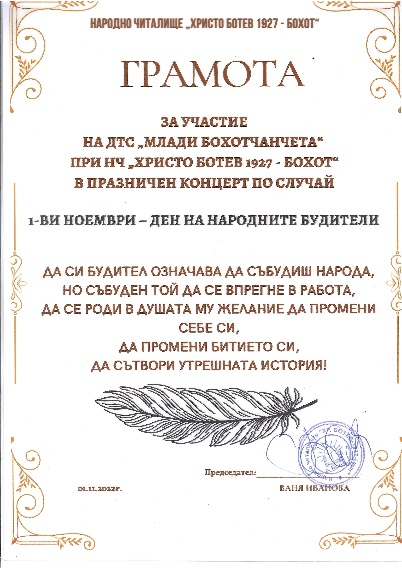 НАРОДНО ЧИТАЛИЩЕ „ХРИСТО БОТЕВ 1927 - БОХОТ“
ГРАМОТА
ЗА УЧАСТИЕ
НА ДТС „МЛАДИ БОХОТЧАНЧЕТА“
ПРИ НЧ „ХРИСТО БОТЕВ 1927 - БОХОТ“
В ПРАЗНИЧЕН КОНЦЕРТ ПО СЛУЧАЙ
1-ВИ НОЕМВРИ – ДЕН НА НАРОДНИТЕ БУДИТЕЛИ
ДА СИ БУДИТЕЛ ОЗНАЧАВА ДА СЪБУДИШ НАРОДА,
НО СЪБУДЕН ТОЙ ДА СЕ ВПРЕГНЕ В РАБОТА,
ДА СЕ РОДИ В ДУШАТА МУ ЖЕЛАНИЕ ДА ПРОМЕНИ
СЕБЕ СИ,
ДА ПРОМЕНИ БИТИЕТО СИ,
ДА СЪТВОРИ УТРЕШНАТА ИСТОРИЯ!
Председател:
01.11.2022г. ВАНЯ ИВАНОВА